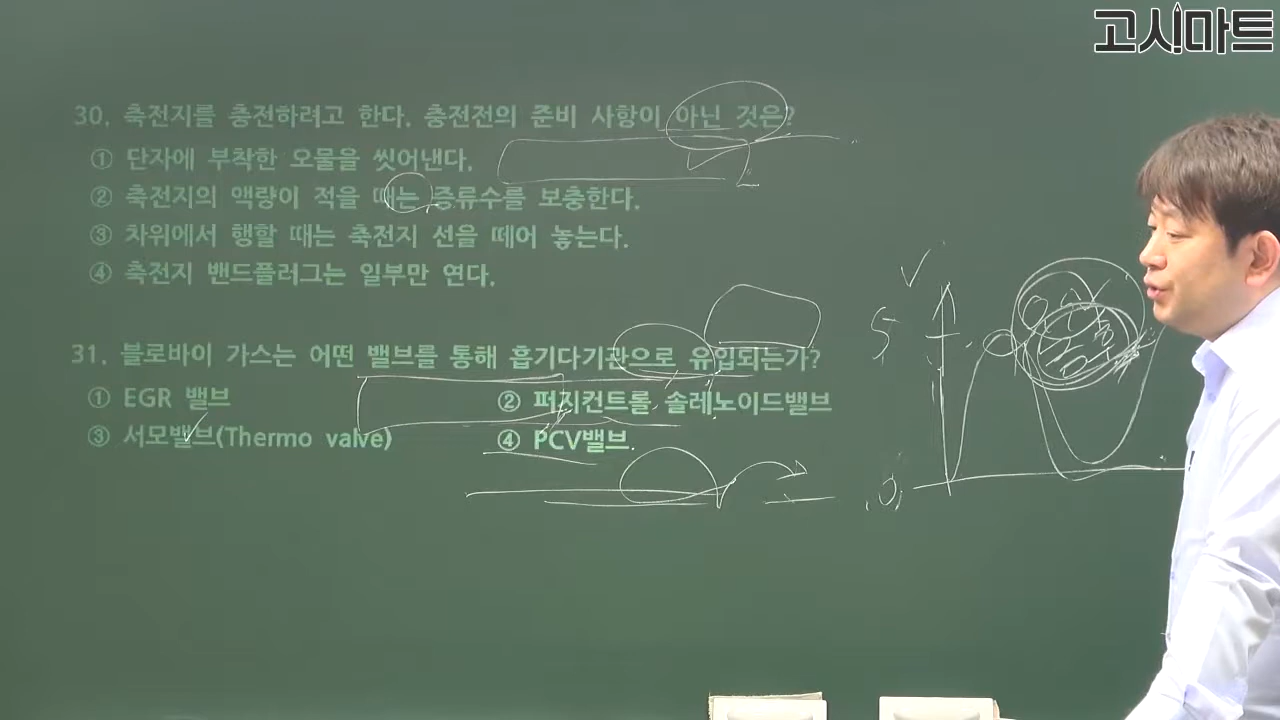 고시마트
30. 축전지를 충전하려고 한다. 충전전의 준비 사항이 아닌 것은?
① 단자에 부착한 오물을 씻어낸다.
② 축전지의 액량이 적을 때는 증류수를 보충한다.
③ 차위에서 행할 때는 축전지 선을 떼어 놓는다.
④ 축전지 밴드플러그는 일부만 연다.
31. 블로바이 가스는 어떤 밸브를 통해 흡기다기관으로 유입되는가?
① EGR 밸브
② 퍼지컨트롤 솔레노이드밸브
③ 서모밸브(Thermo valve)
④ PCV밸브
V
5
0